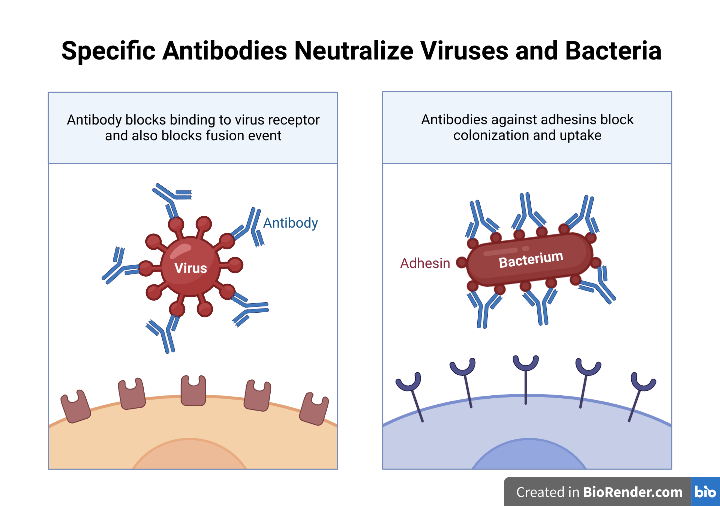 Specific Antibodies Neutralize Viruses and Bacteria
Antibody blocks binding to virus receptor
and also blocks fusion event
Antibodies against adhesins block
colonization and uptake
Antibody
Virus
Adhesin
Bacterium
Created in BioRender.com bio